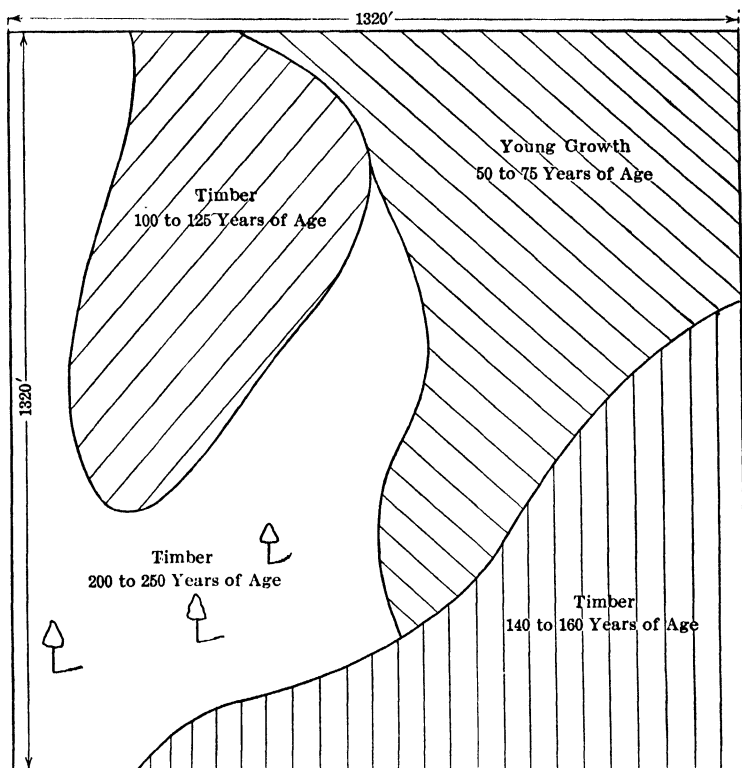 1320′
Young Growth
50 to 75 Years of Age
Timber
100 to 125 Years of Age
1320′
Timber
200 to 250 Years of Age
Timber
140 to 160 Years of Age